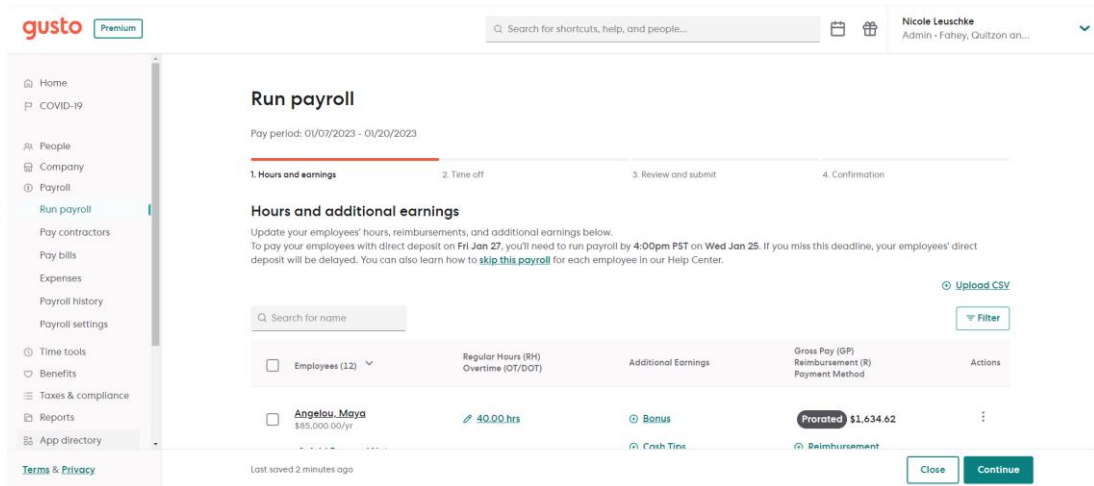 gusto Premium
Search for shortcuts, help, and people...
Nicole Leuschke
Admin - Fahey, Quitzon an...
Home
COVID-19
People
Company
Payroll
Run payroll
Pay contractors
Pay bills
Expenses
Payroll history
Payroll settings
Time tools
Benefits
Taxes & compliance
Reports
App directory
Terms & Privacy
Run payroll
Pay period: 01/07/2023 - 01/20/2023
1. Hours and earnings
2. Time off
3. Review and submit
4. Confirmation
Hours and additional earnings
Update your employees' hours, reimbursements, and additional earnings below.
To pay your employees with direct deposit on Fri Jan 27, you'll need to run payroll by 4:00pm PST on Wed Jan 25. If you miss this deadline, your employees' direct
deposit will be delayed. You can also learn how to skip this payroll for each employee in our Help Center.
Upload CSV
Search for name
Filter
Employees (12)
Regular Hours (RH)
Overtime (OT/DOT)
Additional Earnings
Gross Pay (GP)
Reimbursement (R)
Payment Method
Actions
Angelou, Maya
$85,000.00/yr
40.00 hrs
Bonus
Prorated $1,634.62
Cash Tips
Reimbursement
Last saved 2 minutes ago
Close
Continue